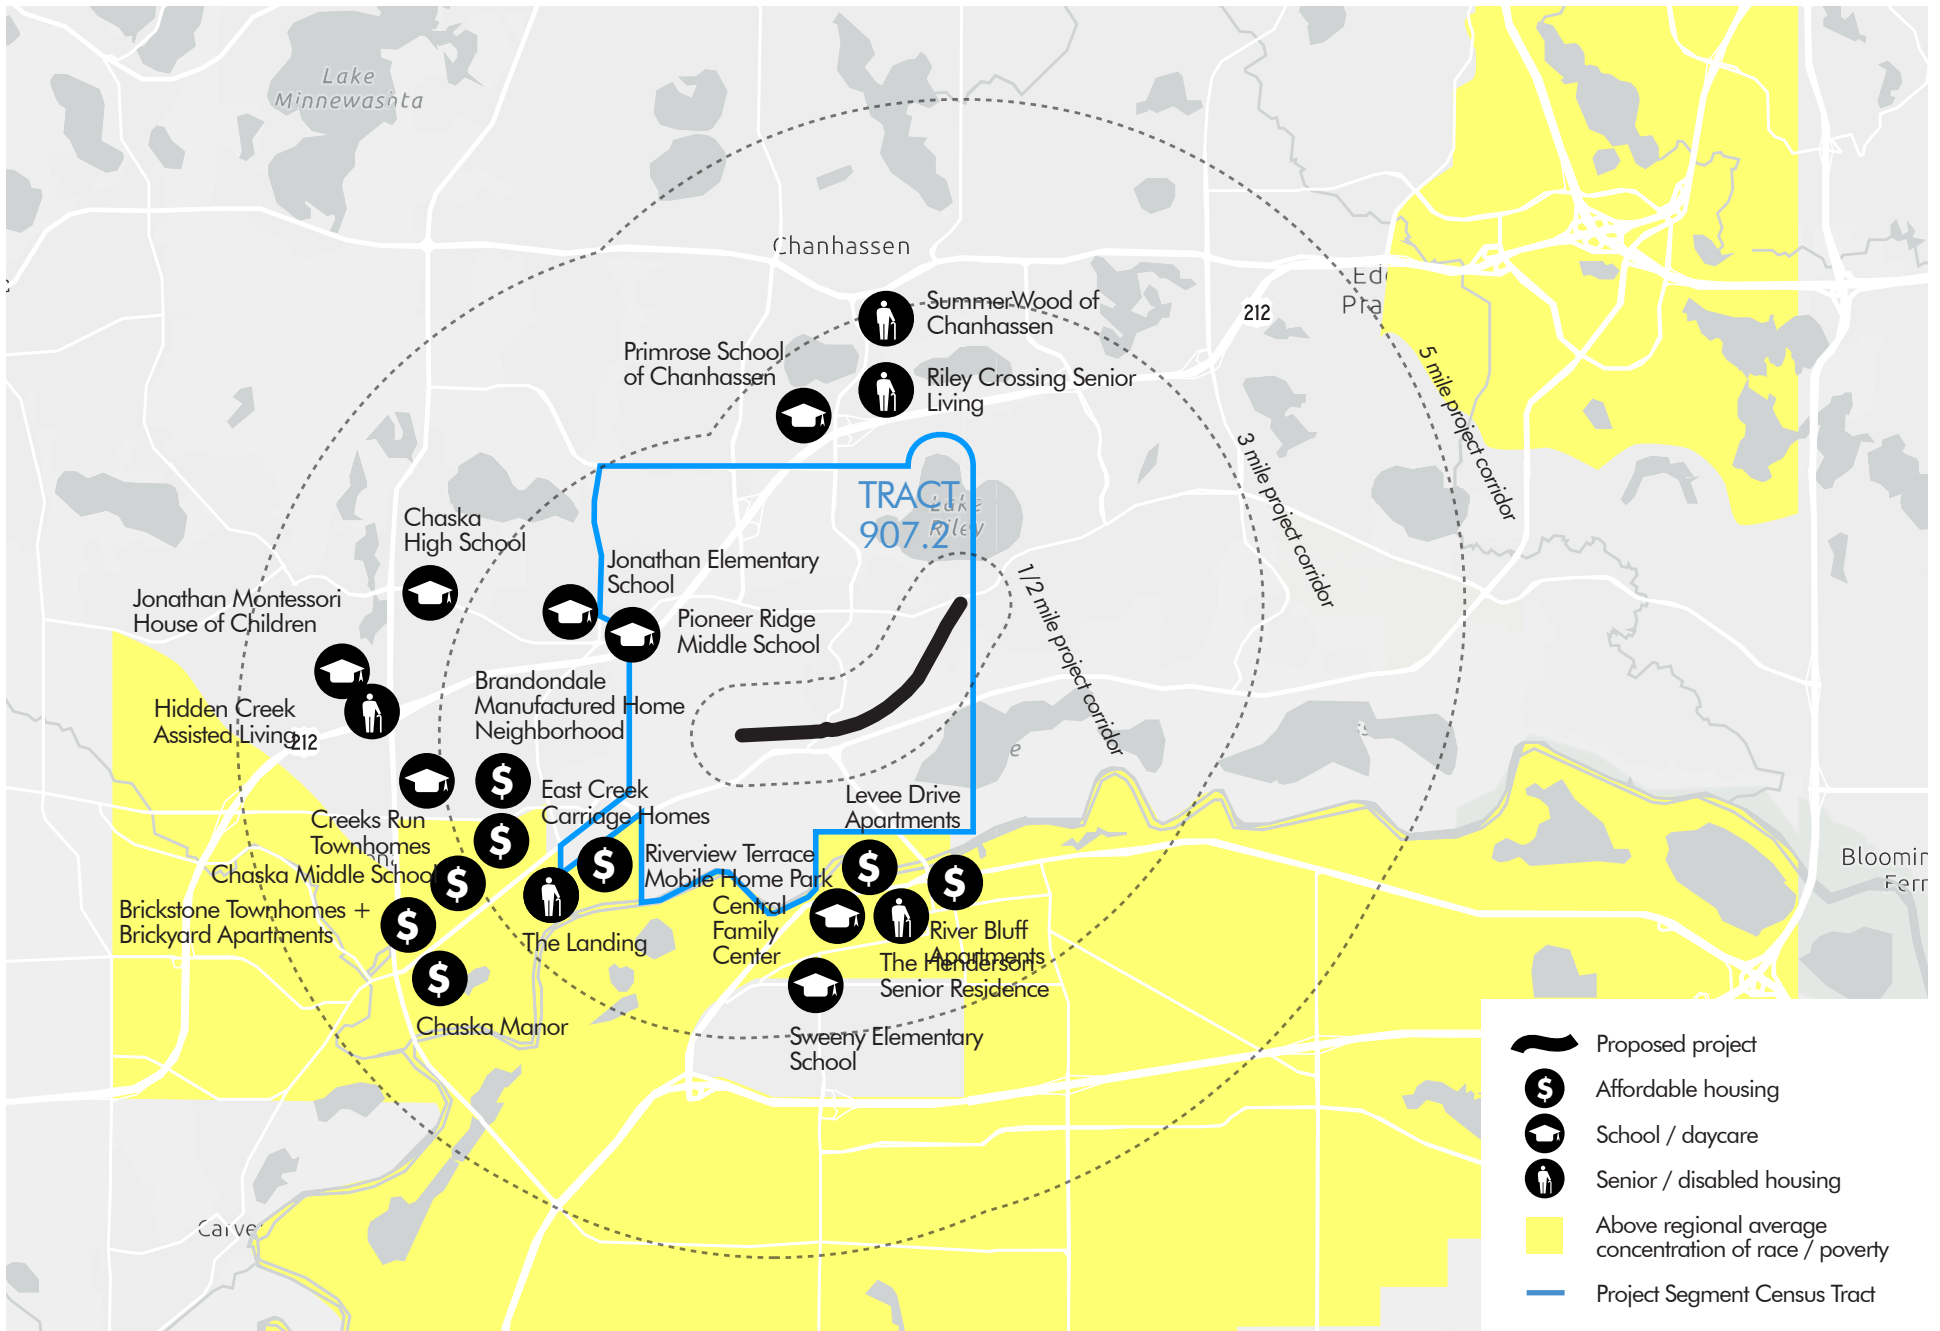 Lake
Minnewashta
Chanhassen
SummerWood of
Chanhassen
212
Primrose School
of Chanhassen
Riley Crossing Senior
Living
5 mile project corridor
3 mile project corridor
1/2 mile project corridor
TRACT
907.2
Lake
Riley
Chaska
High School
Jonathan Elementary
School
Jonathan Montessori
House of Children
Pioneer Ridge
Middle School
Brandondale
Manufactured Home
Neighborhood
Hidden Creek
Assisted Living
212
East Creek
Carriage Homes
Levee Drive
Apartments
Creeks Run
Townhomes
Chaska Middle School
Riverview Terrace
Mobile Home Park
Brickstone Townhomes +
Brickyard Apartments
Central
Family
Center
The Landing
River Bluff
Apartments
The Henderson
Senior Residence
Chaska Manor
Sweeny Elementary
School
Proposed project
Affordable housing
School / daycare
Senior / disabled housing
Above regional average
concentration of race / poverty
Project Segment Census Tract